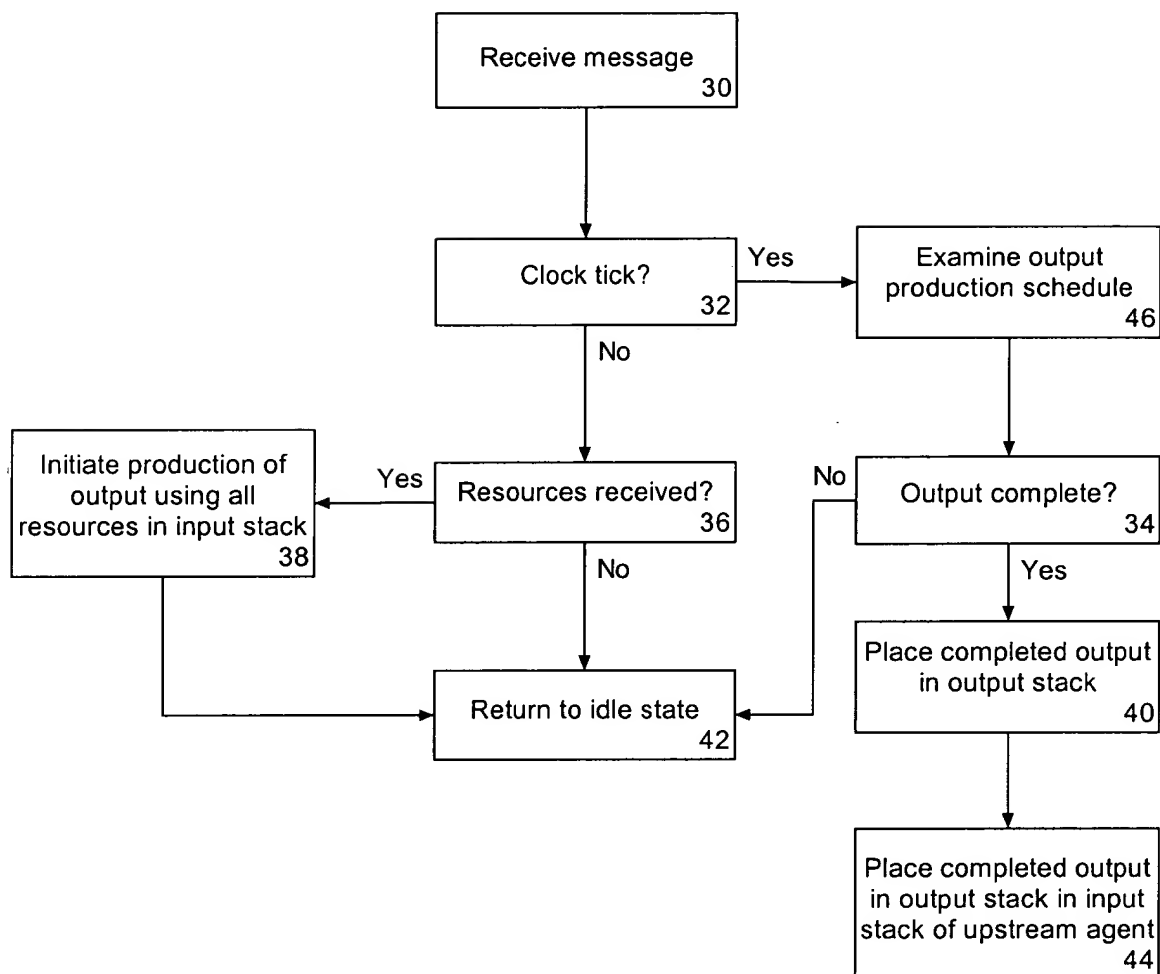 Receive message
30
Clock tick?
32
Yes
Examine output
production schedule
46
No
Initiate production of
output using all
resources in input stack
38
Yes
Resources received?
36
No
Output complete?
34
No
Yes
Return to idle state
42
Place completed output
in output stack
40
Place completed output
in output stack in input
stack of upstream agent
44